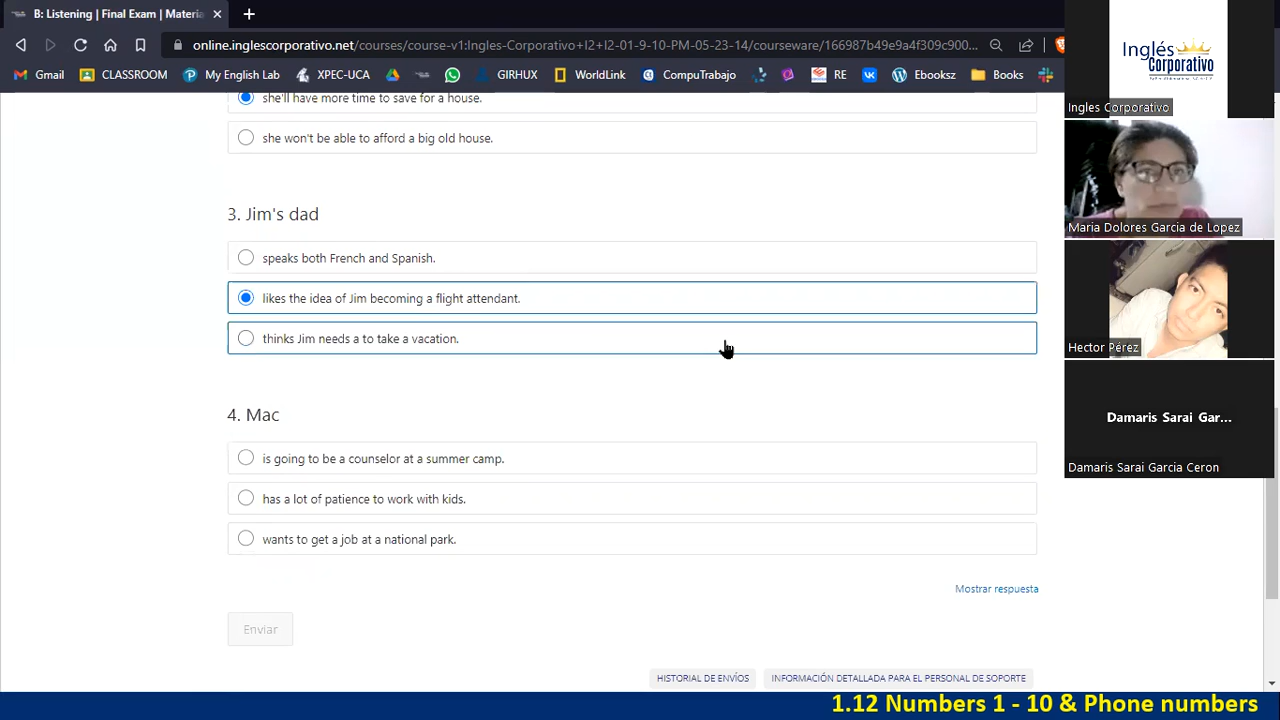 B: Listening | Final Exam | Materia
online.inglescorporativo.net/courses/course-v1:Ingles-Corporativo+I2+I2_01-9-10-PM-05-23-14/courseware/166987b49e9a4f309c900...
Gmail CLASSROOM My English Lab XPEC-UCA GitHUX WorldLink CompuTrabajo RE Booksz Books
she'll have more time to save for a house.
she won't be able to afford a big old house.
3. Jim's dad
speaks both French and Spanish.
likes the idea of Jim becoming a flight attendant.
thinks Jim needs a to take a vacation.
4. Mac
is going to be a counselor at a summer camp.
has a lot of patience to work with kids.
wants to get a job at a national park.
Mostrar respuesta
Enviar
HISTORIAL DE ENVÍOS INFORMACIÓN DETALLADA PARA EL PERSONAL DE SOPORTE
Inglés
Corporativo
Ingles Corporativo
Maria Dolores Garcia de Lopez
Hector Pérez
Damaris Sarai Gar...
Damaris Sarai Garcia Ceron
1.12 Numbers 1 - 10 & Phone numbers